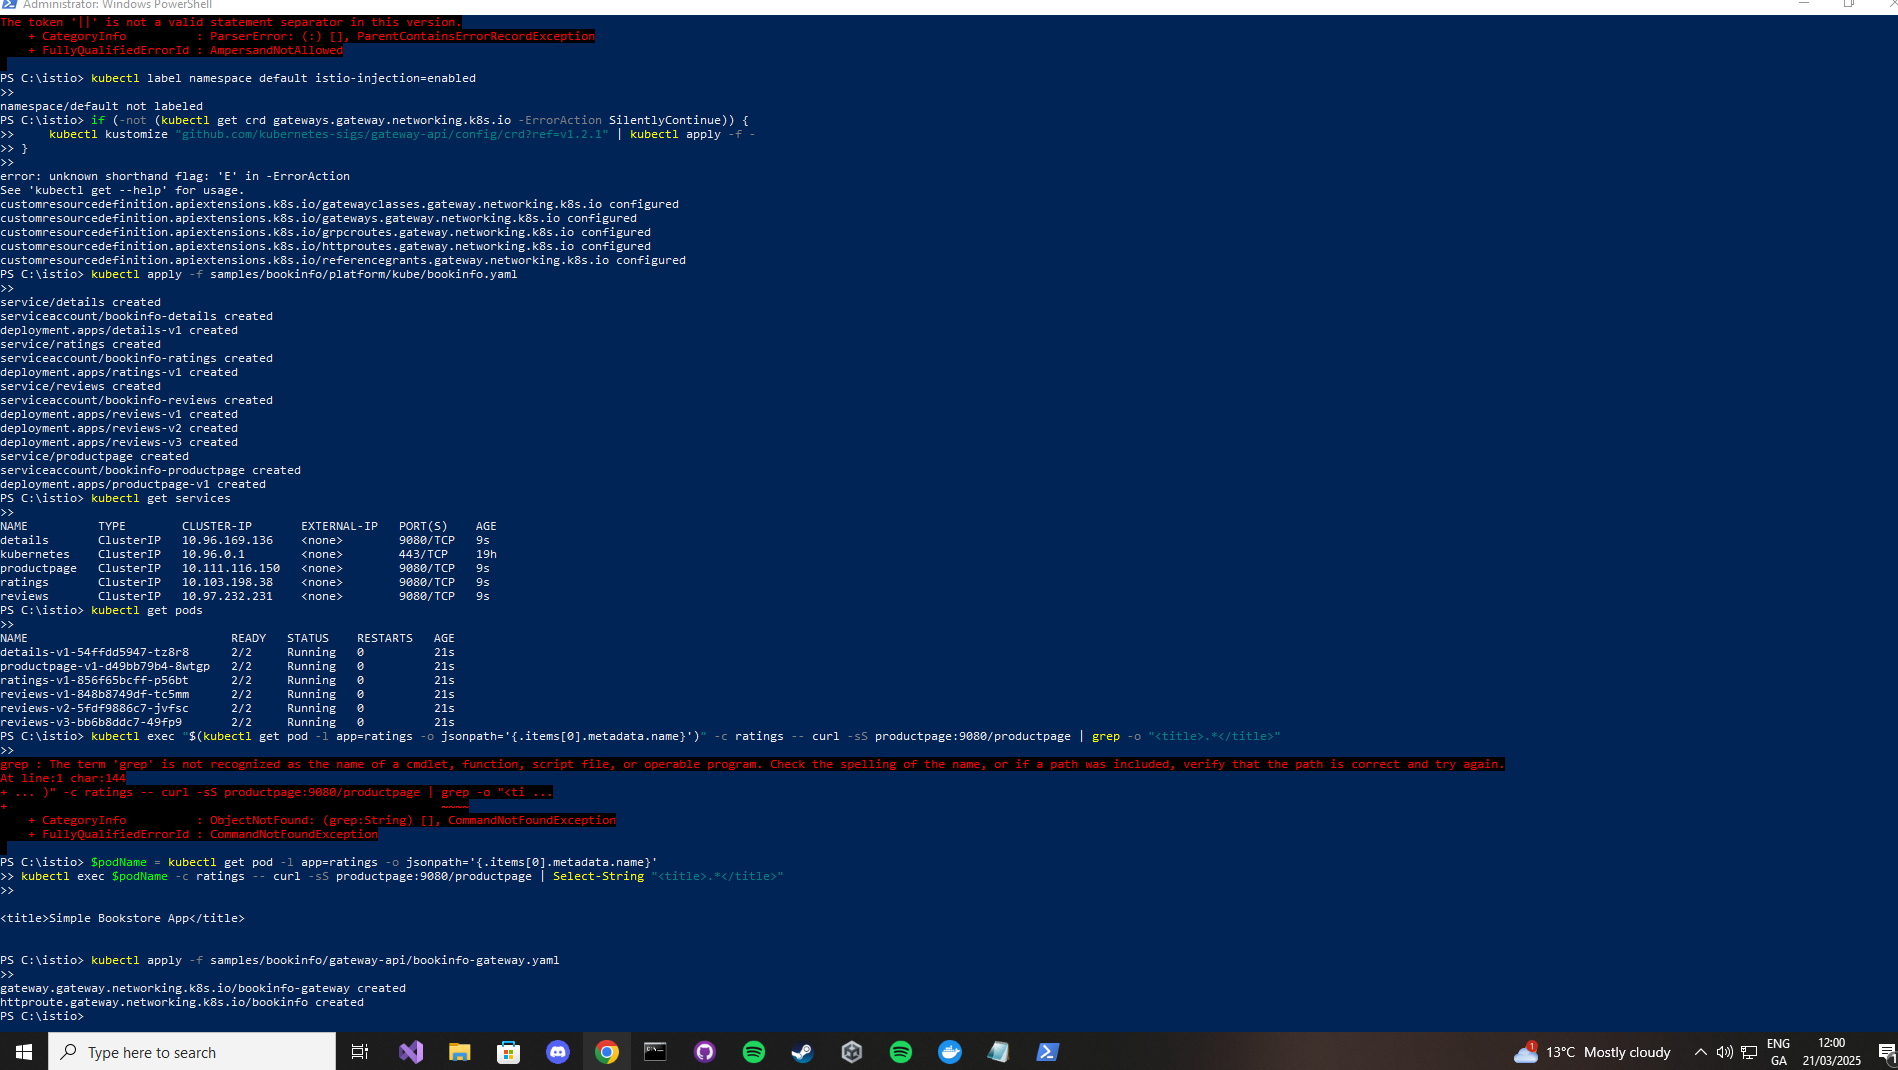 Administrator: Windows PowerShell
The token '||' is not a valid statement separator in this version.
    + CategoryInfo          : ParserError: (:) [], ParentContainsErrorRecordException
    + FullyQualifiedErrorId : AmpersandNotAllowed
PS C:\istio> kubectl label namespace default istio-injection=enabled
>>
namespace/default not labeled
PS C:\istio> if (-not (kubectl get crd gateways.gateway.networking.k8s.io -ErrorAction SilentlyContinue)) {
>>     kubectl kustomize "github.com/kubernetes-sigs/gateway-api/config/crd?ref=v1.2.1" | kubectl apply -f -
>> }
>>
error: unknown shorthand flag: 'E' in -ErrorAction
See 'kubectl get --help' for usage.
customresourcedefinition.apiextensions.k8s.io/gatewayclasses.gateway.networking.k8s.io configured
customresourcedefinition.apiextensions.k8s.io/gateways.gateway.networking.k8s.io configured
customresourcedefinition.apiextensions.k8s.io/grpcroutes.gateway.networking.k8s.io configured
customresourcedefinition.apiextensions.k8s.io/httproutes.gateway.networking.k8s.io configured
customresourcedefinition.apiextensions.k8s.io/referencegrants.gateway.networking.k8s.io configured
PS C:\istio> kubectl apply -f samples/bookinfo/platform/kube/bookinfo.yaml
>>
service/details created
serviceaccount/bookinfo-details created
deployment.apps/details-v1 created
service/ratings created
serviceaccount/bookinfo-ratings created
deployment.apps/ratings-v1 created
service/reviews created
serviceaccount/bookinfo-reviews created
deployment.apps/reviews-v1 created
deployment.apps/reviews-v2 created
deployment.apps/reviews-v3 created
service/productpage created
serviceaccount/bookinfo-productpage created
deployment.apps/productpage-v1 created
PS C:\istio> kubectl get services
>>
NAME          TYPE        CLUSTER-IP       EXTERNAL-IP   PORT(S)    AGE
details       ClusterIP   10.96.169.136    <none>        9080/TCP   9s
kubernetes    ClusterIP   10.96.0.1        <none>        443/TCP    19h
productpage   ClusterIP   10.111.116.150   <none>        9080/TCP   9s
ratings       ClusterIP   10.103.198.38    <none>        9080/TCP   9s
reviews       ClusterIP   10.97.232.231    <none>        9080/TCP   9s
PS C:\istio> kubectl get pods
>>
NAME                             READY   STATUS    RESTARTS   AGE
details-v1-54ffdd5947-tz8r8      2/2     Running   0          21s
productpage-v1-d49bb79b4-8wtgp   2/2     Running   0          21s
ratings-v1-856f65bcff-p56bt      2/2     Running   0          21s
reviews-v1-848b8749df-tc5mm      2/2     Running   0          21s
reviews-v2-5fdf9886c7-jvfsc      2/2     Running   0          21s
reviews-v3-bb6b8ddc7-49fp9       2/2     Running   0          21s
PS C:\istio> kubectl exec "$(kubectl get pod -l app=ratings -o jsonpath='{.items[0].metadata.name}')" -c ratings -- curl -sS productpage:9080/productpage | grep -o "<title>.*</title>"
>>
grep : The term 'grep' is not recognized as the name of a cmdlet, function, script file, or operable program. Check the spelling of the name, or if a path was included, verify that the path is correct and try again.
At line:1 char:144
+ ... )" -c ratings -- curl -sS productpage:9080/productpage | grep -o "<ti ...
+                                                              ~~~~
    + CategoryInfo          : ObjectNotFound: (grep:String) [], CommandNotFoundException
    + FullyQualifiedErrorId : CommandNotFoundException
PS C:\istio> $podName = kubectl get pod -l app=ratings -o jsonpath='{.items[0].metadata.name}'
>> kubectl exec $podName -c ratings -- curl -sS productpage:9080/productpage | Select-String "<title>.*</title>"
>>
<title>Simple Bookstore App</title>
PS C:\istio> kubectl apply -f samples/bookinfo/gateway-api/bookinfo-gateway.yaml
>>
gateway.gateway.networking.k8s.io/bookinfo-gateway created
httproute.gateway.networking.k8s.io/bookinfo created
PS C:\istio>
Type here to search
1
13°C Mostly cloudy
ENG
GA
12:00
21/03/2025
1